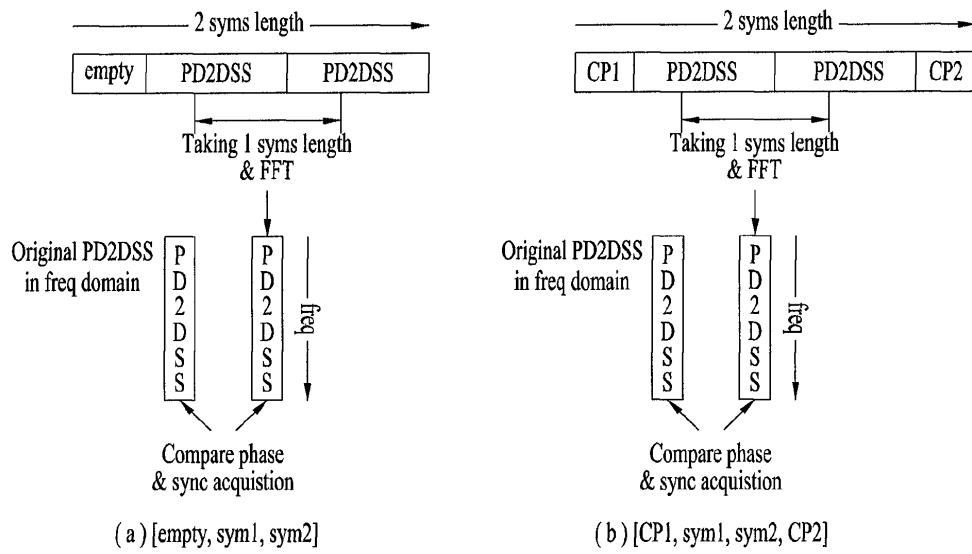 2 syms length
empty PD2DSS PD2DSS
Taking 1 syms length
& FFT
Original PD2DSS
in freq domain
PD2DSS
PD2DSS
freq
Compare phase
& sync acquistion
( a ) [empty, sym1, sym2]
2 syms length
CP1 PD2DSS PD2DSS CP2
Taking 1 syms length
& FFT
Original PD2DSS
in freq domain
PD2DSS
PD2DSS
freq
Compare phase
& sync acquistion
( b ) [CP1, sym1, sym2, CP2]